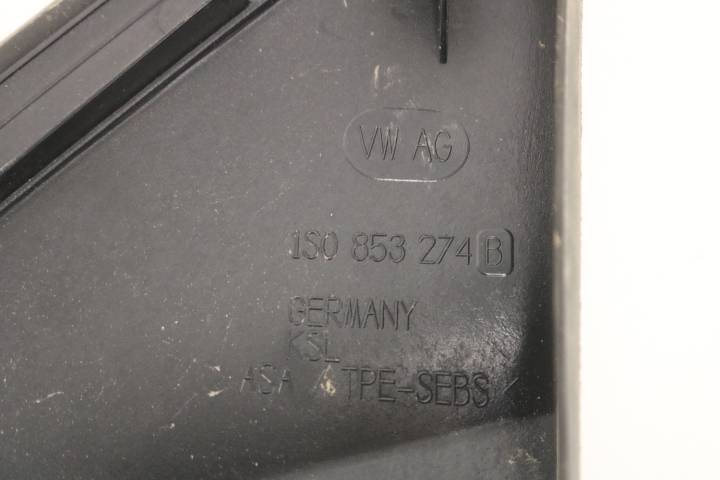 VW AG
1S0 853 274 B
GERMANY
KSL
>ASA / TPE-SEBS<